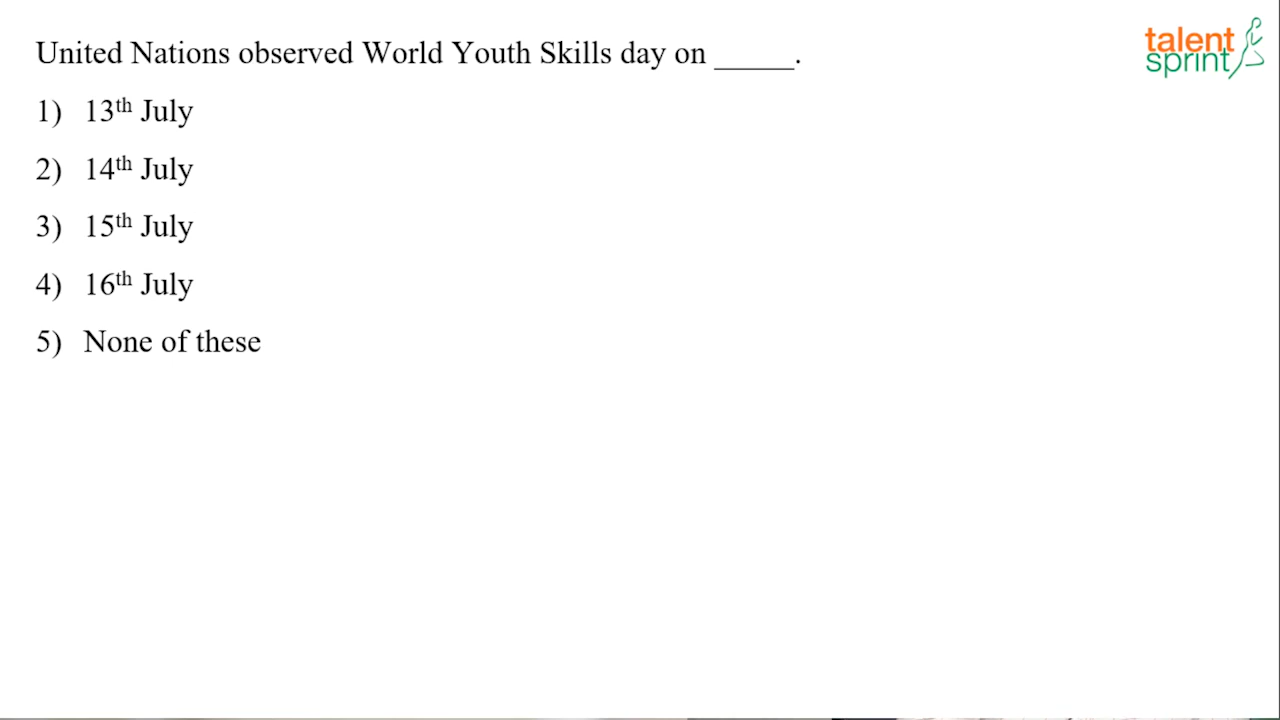 United Nations observed World Youth Skills day on _____.
talent
sprint
1) 13th July
2) 14th July
3) 15th July
4) 16th July
5) None of these